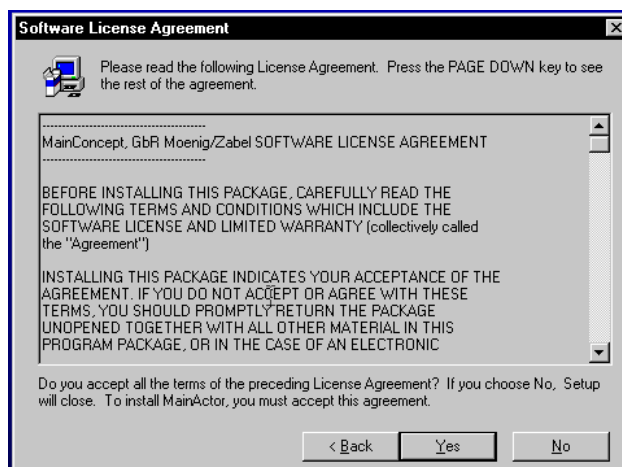 Software License Agreement
Please read the following License Agreement. Press the PAGE DOWN key to see
the rest of the agreement.
----------------------------------------
MainConcept, GbR Moenig/Zabel SOFTWARE LICENSE AGREEMENT
----------------------------------------
BEFORE INSTALLING THIS PACKAGE, CAREFULLY READ THE
FOLLOWING TERMS AND CONDITIONS WHICH INCLUDE THE
SOFTWARE LICENSE AND LIMITED WARRANTY (collectively called
the "Agreement")
INSTALLING THIS PACKAGE INDICATES YOUR ACCEPTANCE OF THE
AGREEMENT. IF YOU DO NOT ACCEPT OR AGREE WITH THESE
TERMS, YOU SHOULD PROMPTLY RETURN THE PACKAGE
UNOPENED TOGETHER WITH ALL OTHER MATERIAL IN THIS
PROGRAM PACKAGE, OR IN THE CASE OF AN ELECTRONIC
Do you accept all the terms of the preceding License Agreement? If you choose No, Setup
will close. To install MainActor, you must accept this agreement.
< Back Yes No